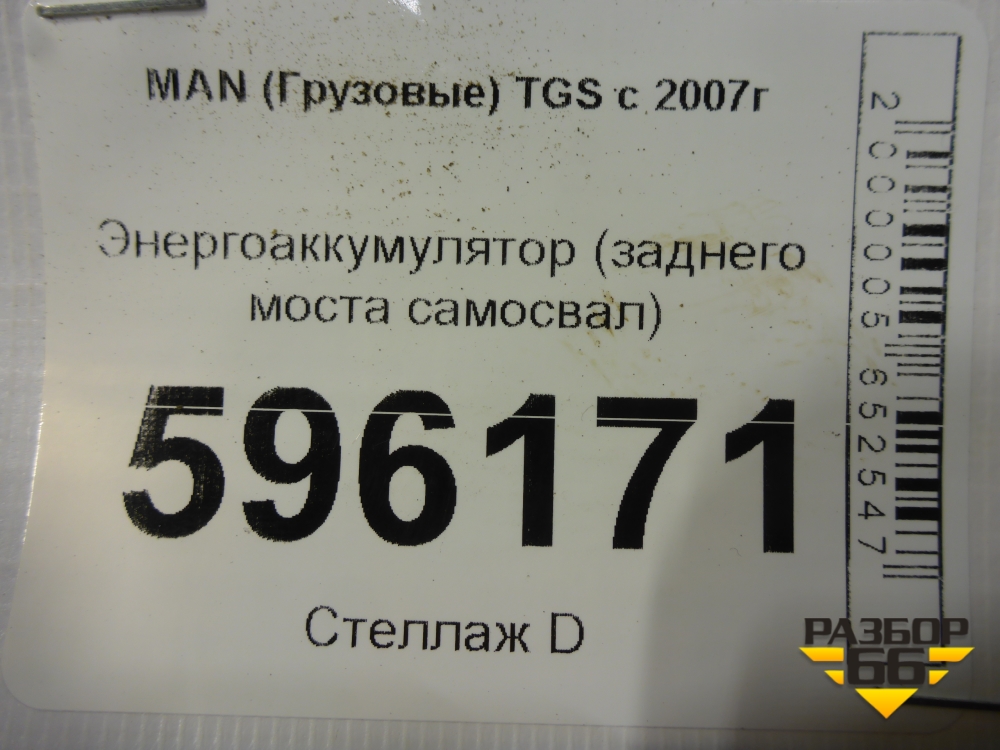 MAN (Грузовые) TGS с 2007г
Энергоаккумулятор (заднего
моста самосвал)
596171
Стеллаж D
2000005652547
РАЗБОР
66